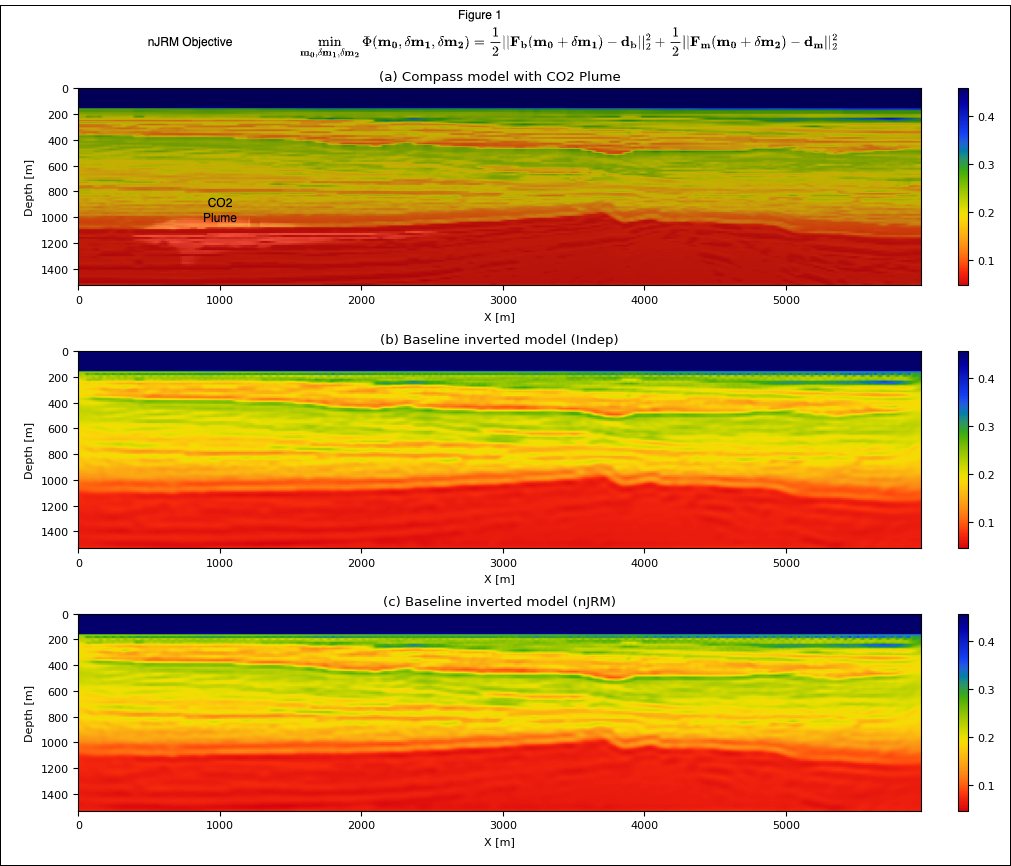 Figure 1
nJRM Objective min Φ(m₀, δm₁, δm₂) = 1/2||F_b(m₀ + δm₁) − d_b||₂² + 1/2||F_m(m₀ + δm₂) − d_m||₂²
m₀,δm₁,δm₂
(a) Compass model with CO2 Plume
0
200
400
600
800
1000
1200
1400
Depth [m]
CO2
Plume
0 1000 2000 3000 4000 5000
X [m]
0.4
0.3
0.2
0.1
(b) Baseline inverted model (Indep)
0
200
400
600
800
1000
1200
1400
Depth [m]
0 1000 2000 3000 4000 5000
X [m]
0.4
0.3
0.2
0.1
(c) Baseline inverted model (nJRM)
0
200
400
600
800
1000
1200
1400
Depth [m]
0 1000 2000 3000 4000 5000
X [m]
0.4
0.3
0.2
0.1